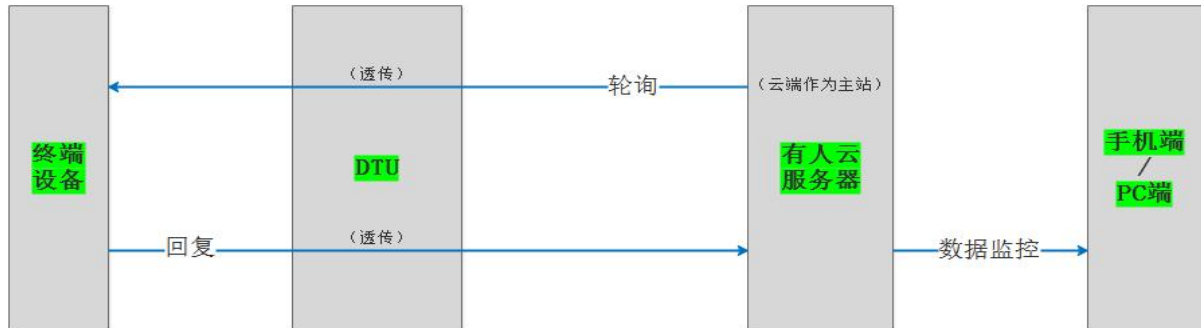 （透传）
轮询
（云端作为主站）
终端
设备
DTU
有人云
服务器
手机端
/
PC端
回复
（透传）
数据监控